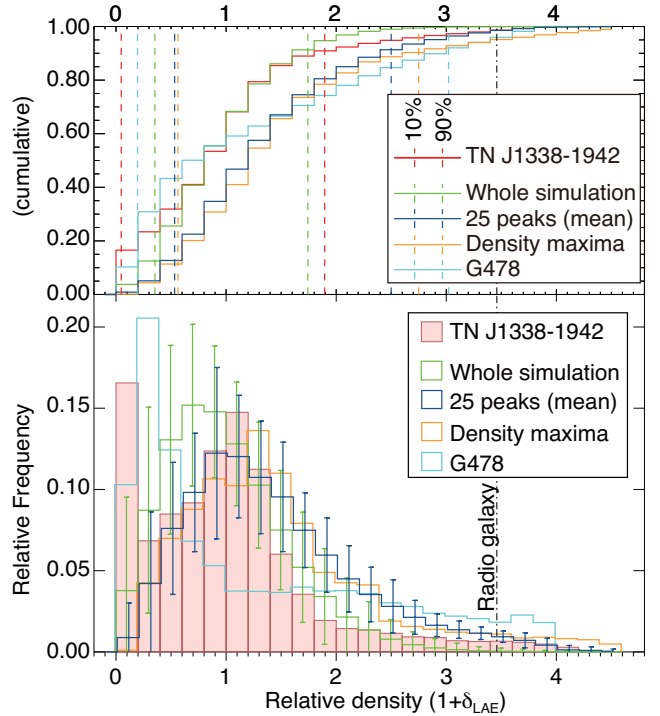 0 1 2 3 4
1.00
0.80
0.60
0.40
0.20
0.00
(cumulative)
10%
90%
TN J1338-1942
Whole simulation
25 peaks (mean)
Density maxima
G478
0.20
0.15
0.10
0.05
0.00
Relative Frequency
TN J1338-1942
Whole simulation
25 peaks (mean)
Density maxima
G478
Radio galaxy
0 1 2 3 4
Relative density (1+δLAE)